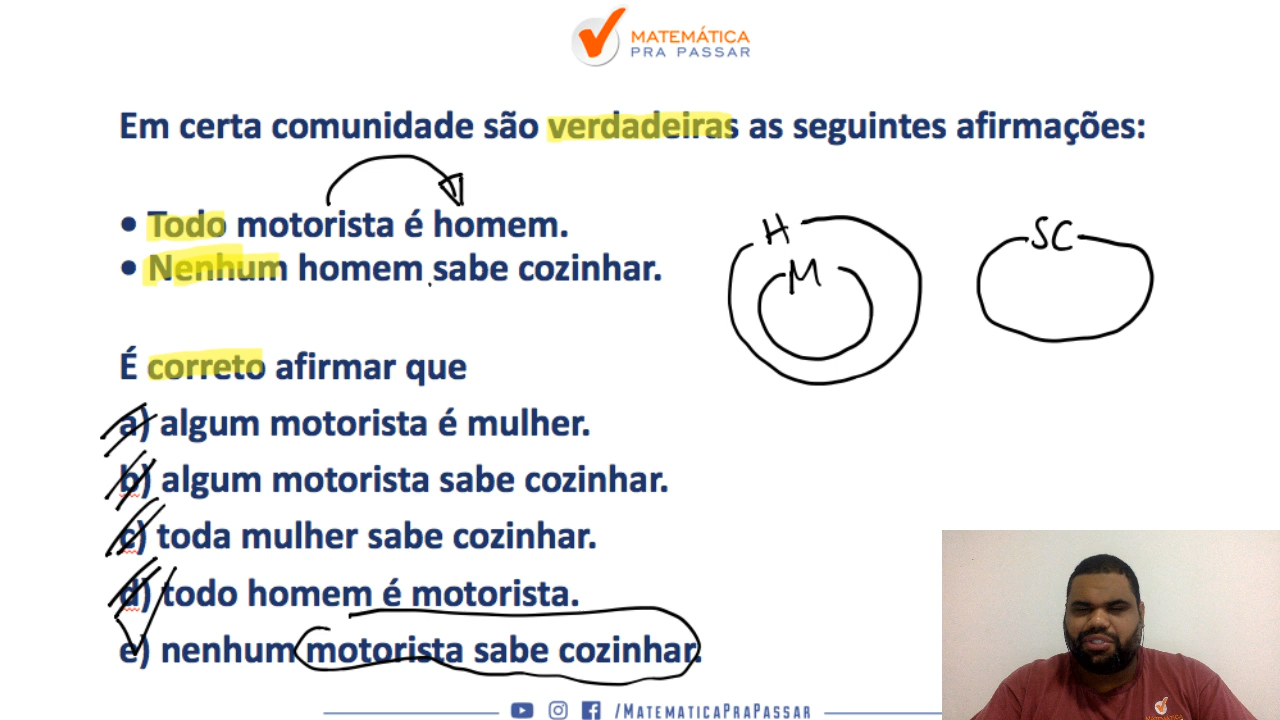 MATEMÁTICA
PRA PASSAR
Em certa comunidade são verdadeiras as seguintes afirmações:
• Todo motorista é homem.
• Nenhum homem sabe cozinhar.
H
M
SC
É correto afirmar que
a) algum motorista é mulher.
b) algum motorista sabe cozinhar.
c) toda mulher sabe cozinhar.
d) todo homem é motorista.
e) nenhum motorista sabe cozinhar.
/MATEMATICAPRAPASSAR